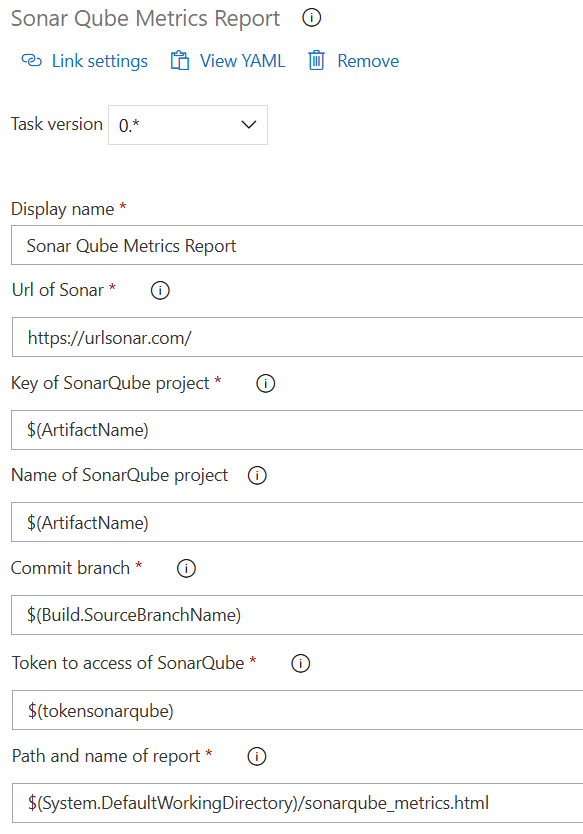 Sonar Qube Metrics Report
Link settings View YAML Remove
Task version 0.*
Display name *
Sonar Qube Metrics Report
Url of Sonar *
https://urlsonar.com/
Key of SonarQube project *
$(ArtifactName)
Name of SonarQube project
$(ArtifactName)
Commit branch *
$(Build.SourceBranchName)
Token to access of SonarQube *
$(tokensonarqube)
Path and name of report *
$(System.DefaultWorkingDirectory)/sonarqube_metrics.html